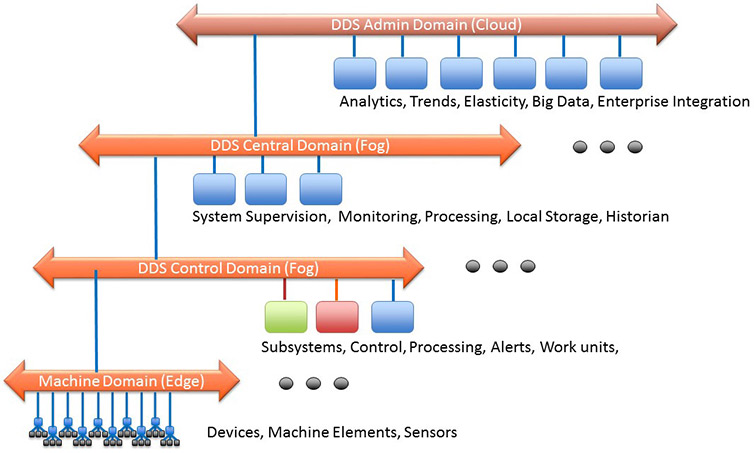 DDS Admin Domain (Cloud)
Analytics, Trends, Elasticity, Big Data, Enterprise Integration
DDS Central Domain (Fog)
System Supervision, Monitoring, Processing, Local Storage, Historian
DDS Control Domain (Fog)
Subsystems, Control, Processing, Alerts, Work units,
Machine Domain (Edge)
Devices, Machine Elements, Sensors